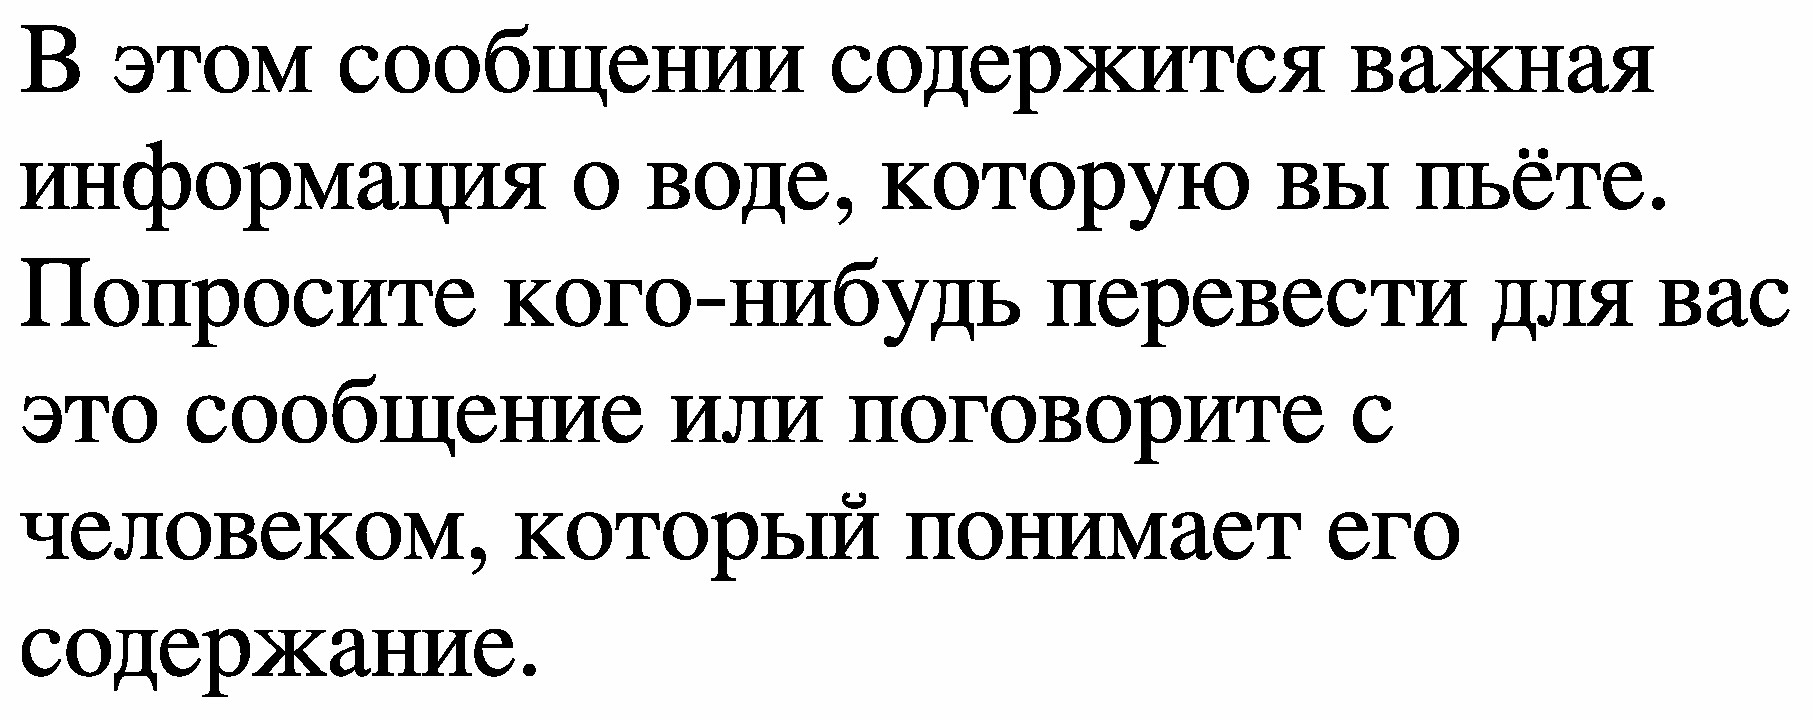 В этом сообщении содержится важная
информация о воде, которую вы пьёте.
Попросите кого-нибудь перевести для вас
это сообщение или поговорите с
человеком, который понимает его
содержание.